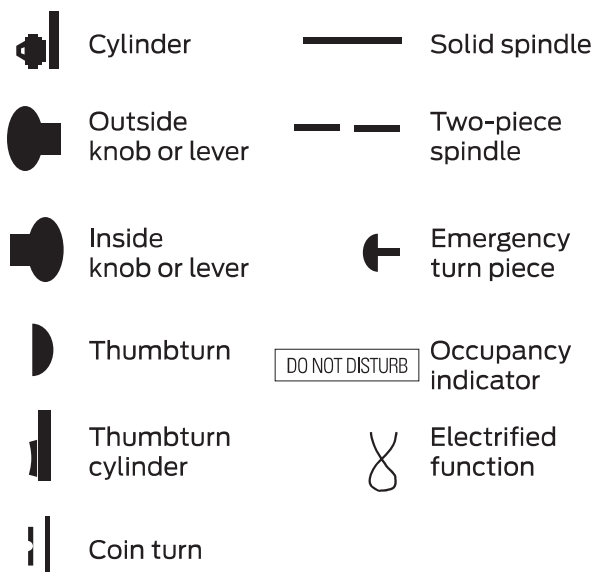 Cylinder
Solid spindle
Outside
knob or lever
Two-piece
spindle
Inside
knob or lever
Emergency
turn piece
Thumbturn
DO NOT DISTURB
Occupancy
indicator
Thumbturn
cylinder
Electrified
function
Coin turn